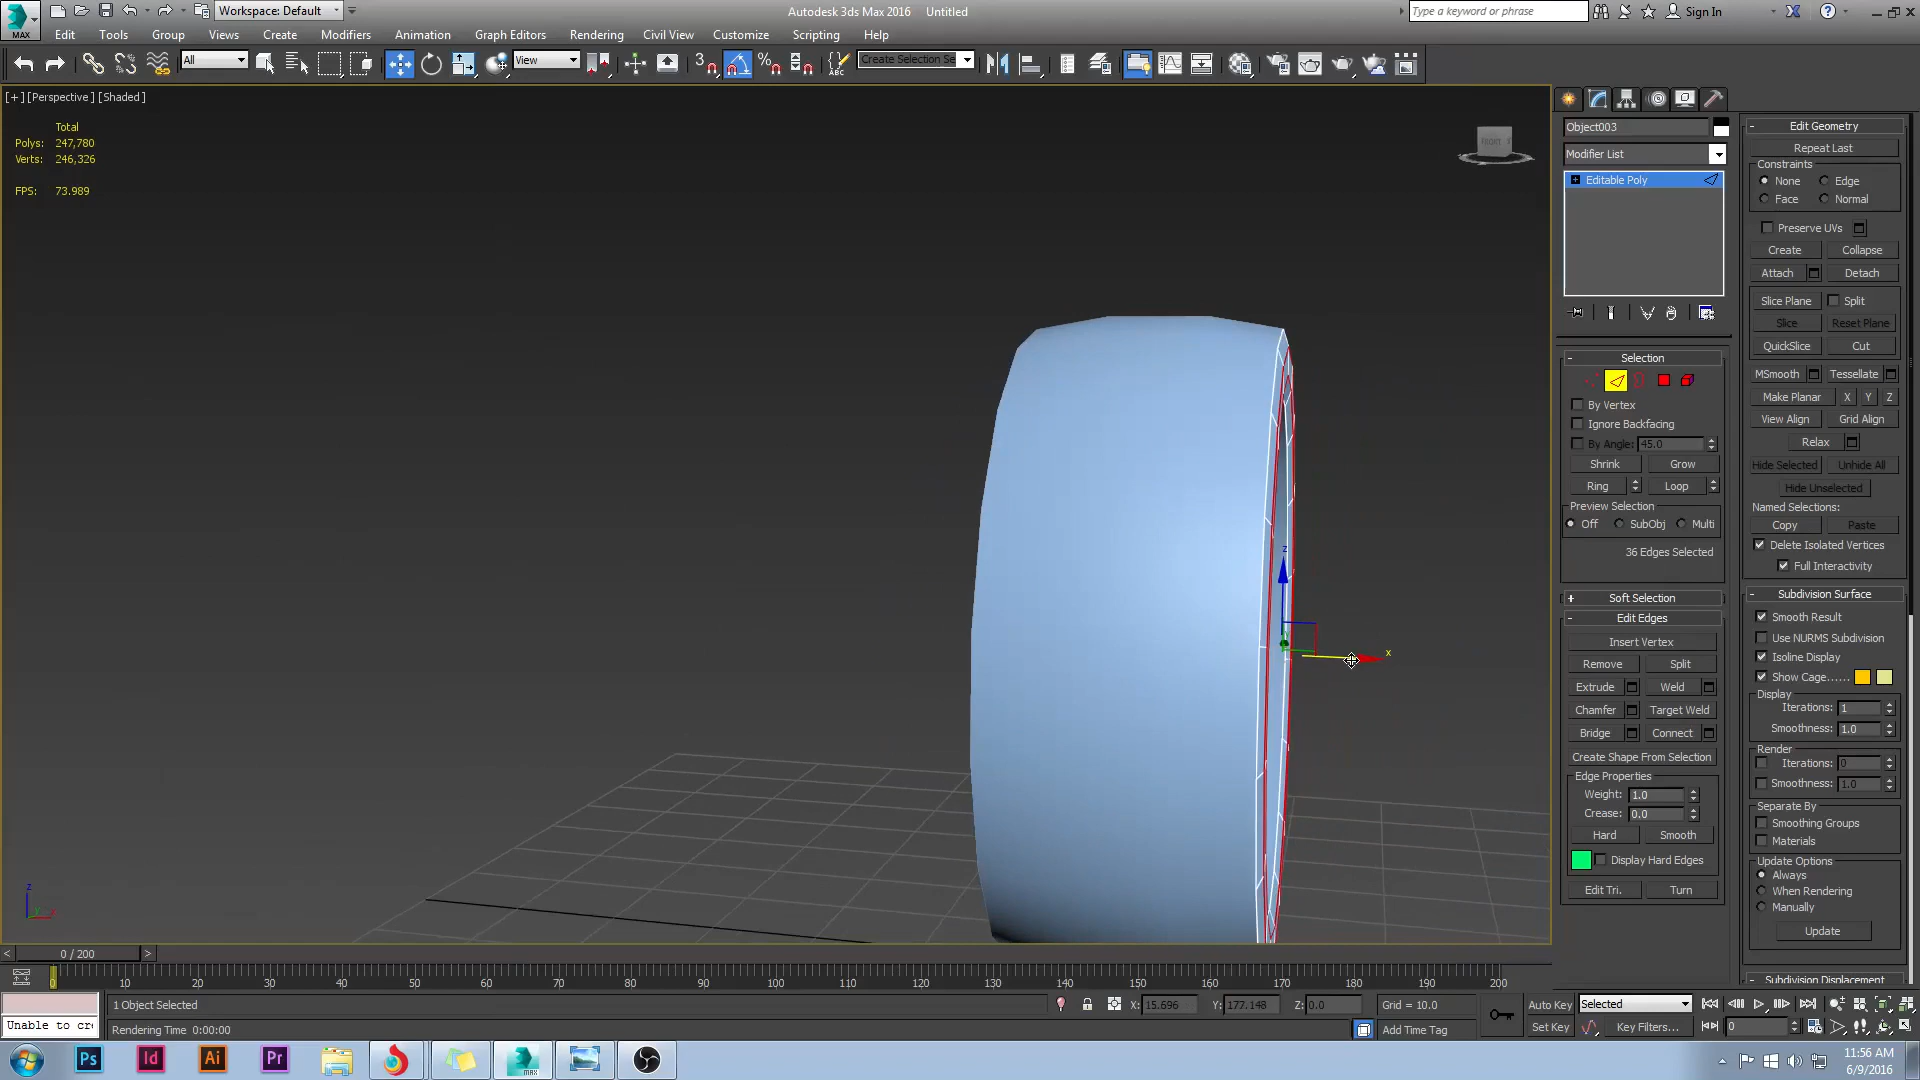 MAX
Workspace: Default
Autodesk 3ds Max 2016 Untitled
Type a keyword or phrase
Sign In
Edit Tools Group Views Create Modifiers Animation Graph Editors Rendering Civil View Customize Scripting Help
All View Create Selection Se
[+] [Perspective] [Shaded]
Total
Polys: 247,780
Verts: 246,326
FPS: 73.989
FRONT
Object003
Modifier List
Editable Poly
Selection
By Vertex
Ignore Backfacing
By Angle: 45.0
Shrink Grow
Ring Loop
Preview Selection
Off SubObj Multi
36 Edges Selected
Soft Selection
Edit Edges
Insert Vertex
Remove Split
Extrude Weld
Chamfer Target Weld
Bridge Connect
Create Shape From Selection
Edge Properties
Weight: 1.0
Crease: 0.0
Hard Smooth
Display Hard Edges
Edit Tri. Turn
Edit Geometry
Repeat Last
Constraints
None Edge
Face Normal
Preserve UVs
Create Collapse
Attach Detach
Slice Plane Split
Slice Reset Plane
QuickSlice Cut
MSmooth Tessellate
Make Planar X Y Z
View Align Grid Align
Relax
Hide Selected Unhide All
Hide Unselected
Named Selections:
Copy Paste
Delete Isolated Vertices
Full Interactivity
Subdivision Surface
Smooth Result
Use NURMS Subdivision
Isoline Display
Show Cage......
Display
Iterations: 1
Smoothness: 1.0
Render
Iterations: 0
Smoothness: 1.0
Separate By
Smoothing Groups
Materials
Update Options
Always
When Rendering
Manually
Update
Subdivision Displacement
z
x
z
0 / 200
0 10 20 30 40 50 60 70 80 90 100 110 120 130 140 150 160 170 180 190 200
1 Object Selected
X: 15.696 Y: 177.148 Z: 0.0 Grid = 10.0
Auto Key Selected
Unable to cr
Rendering Time 0:00:00
Add Time Tag
Set Key Key Filters... 0
Ps Id Ai Pr
11:56 AM
6/9/2016